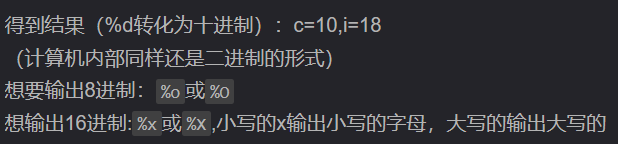 得到结果（%d转化为十进制）：c=10,i=18
（计算机内部同样还是二进制的形式）
想要输出8进制：%o或%O
想输出16进制:%x或%x,小写的x输出小写的字母，大写的输出大写的